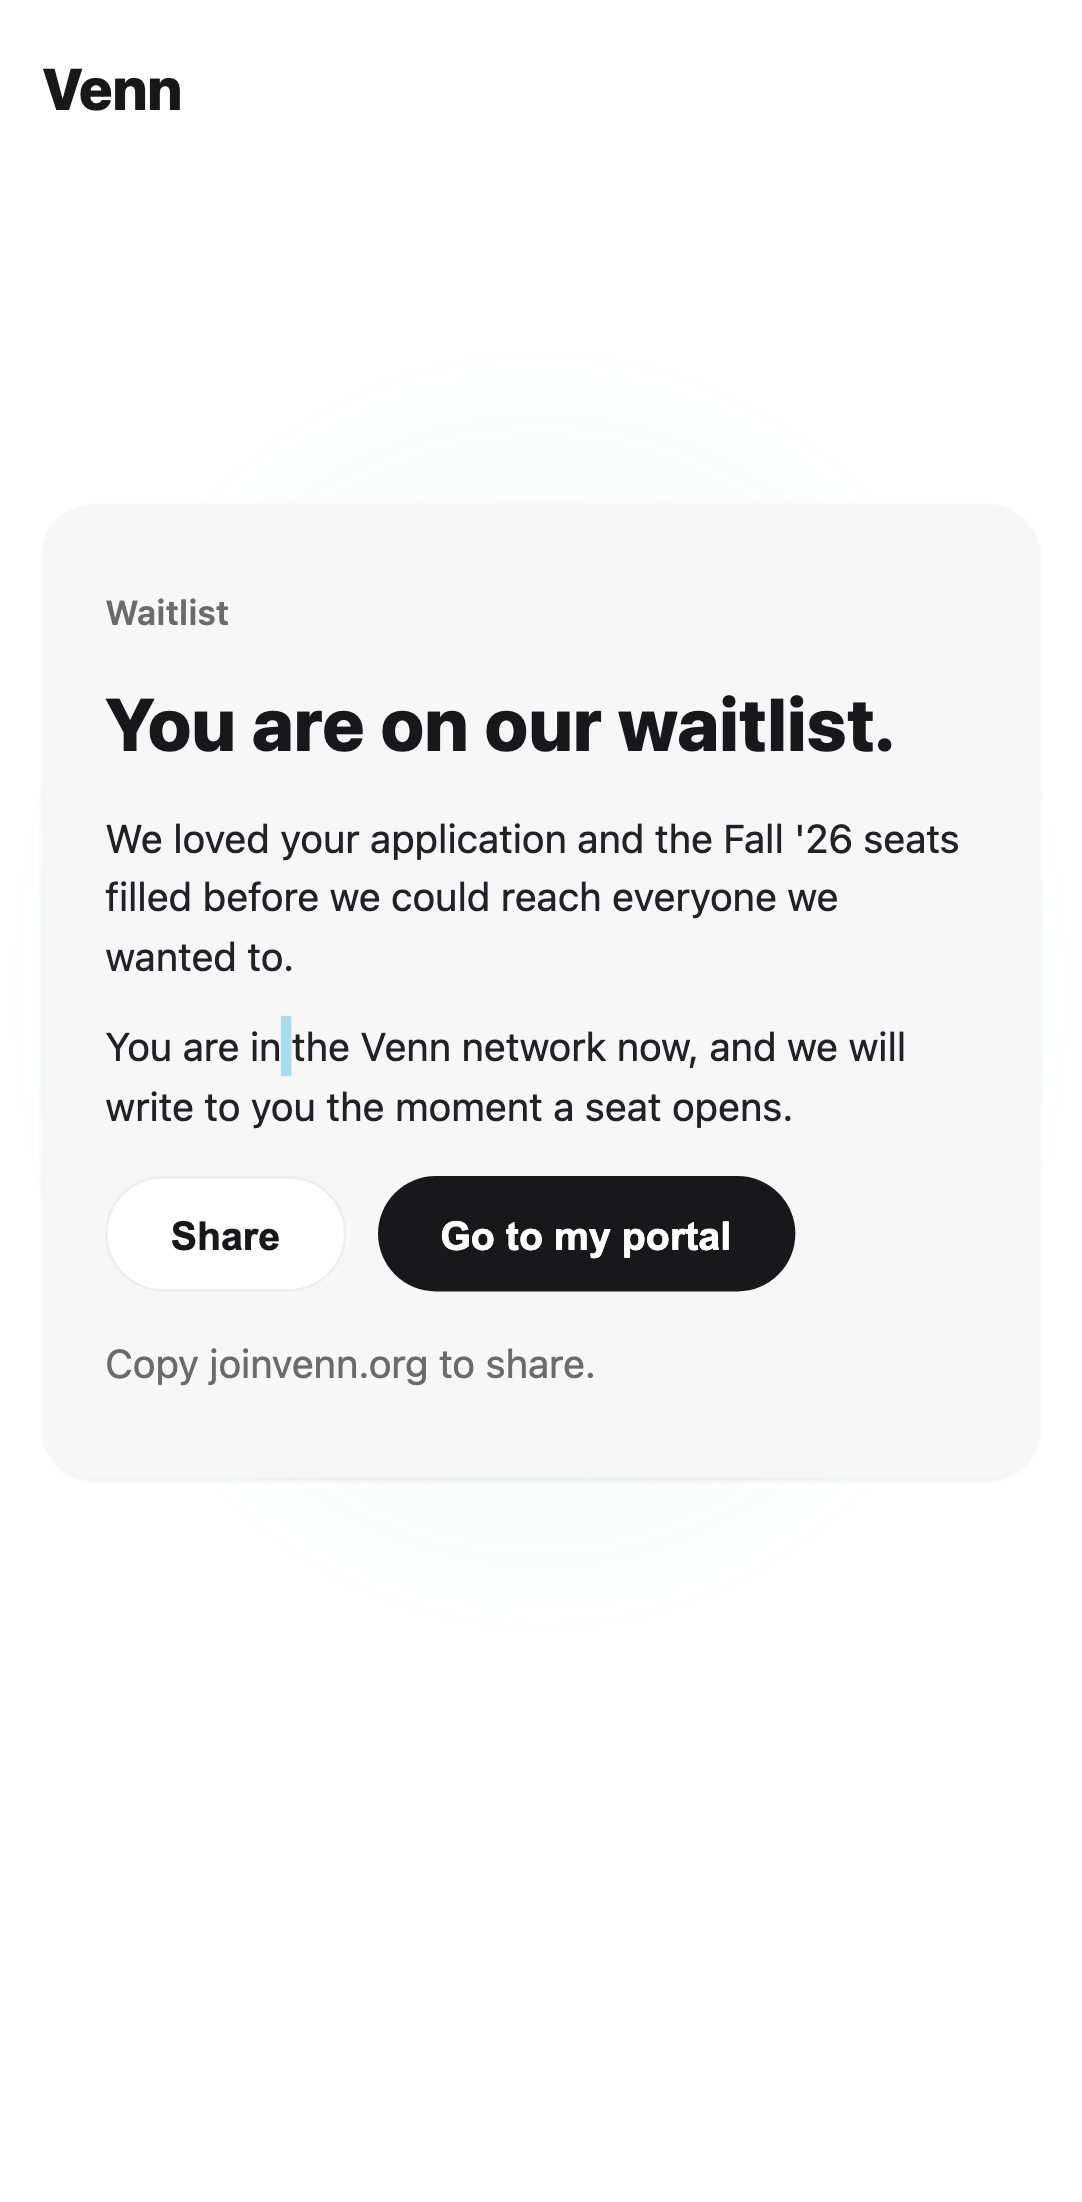 Venn
Waitlist
You are on our waitlist.
We loved your application and the Fall '26 seats
filled before we could reach everyone we
wanted to.
You are in the Venn network now, and we will
write to you the moment a seat opens.
Share
Go to my portal
Copy joinvenn.org to share.